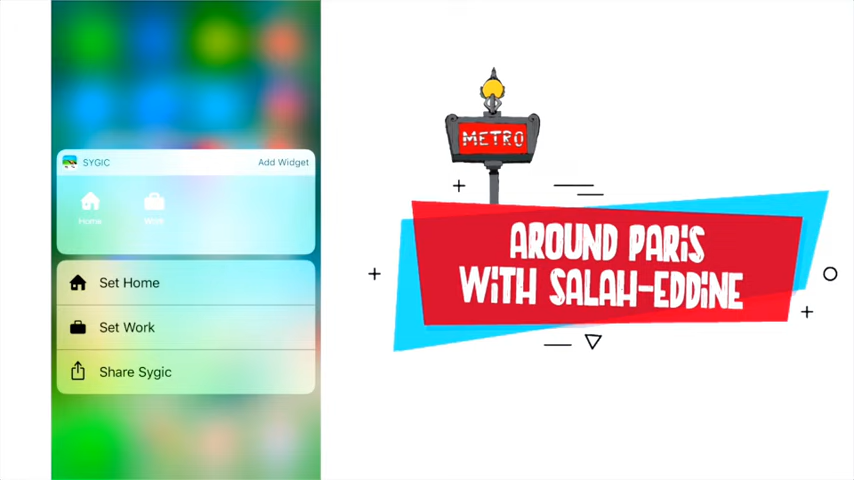 SYGIC
Add Widget
Home
Work
Set Home
Set Work
Share Sygic
METRO
AROUND PARIS
WITH SALAH-EDDINE